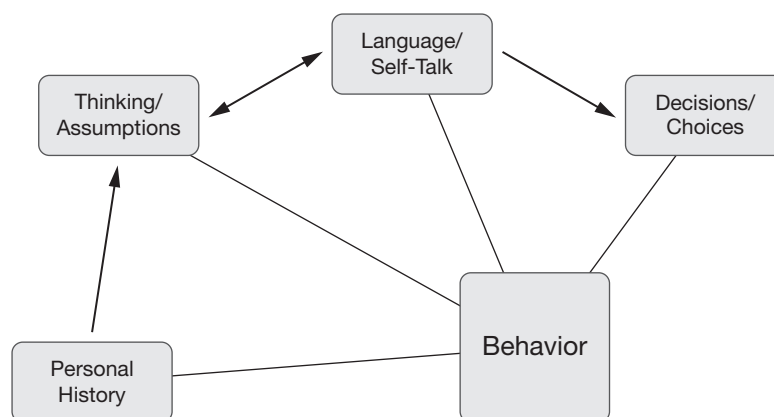 Language/
Self-Talk
Thinking/
Assumptions
Decisions/
Choices
Behavior
Personal
History